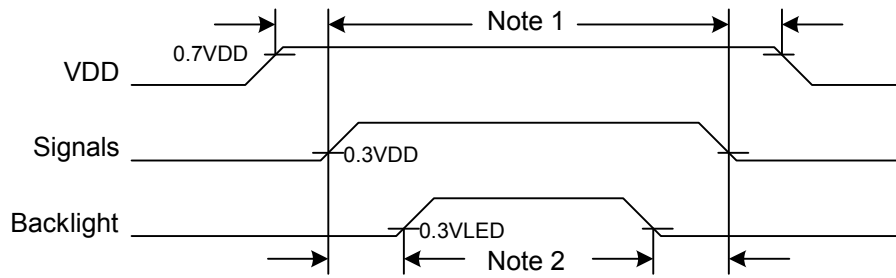 Note 1
0.7VDD
VDD
Signals
0.3VDD
Backlight
0.3VLED
Note 2